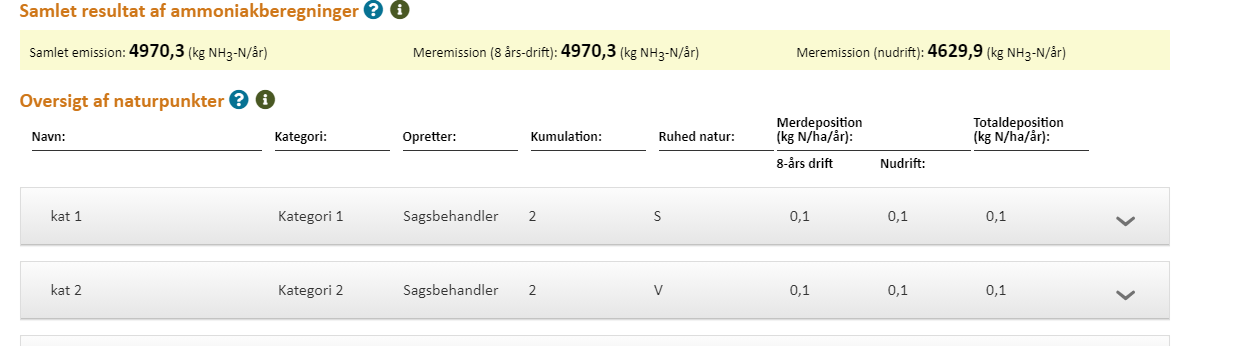 Samlet resultat af ammoniakberegninger ? i
Samlet emission: 4970,3 (kg NH3-N/år) Meremission (8 års-drift): 4970,3 (kg NH3-N/år) Meremission (nudrift): 4629,9 (kg NH3-N/år)
Oversigt af naturpunkter ? i
Navn: Kategori: Opretter: Kumulation: Ruhed natur: Merdeposition (kg N/ha/år): Totaldeposition (kg N/ha/år):
8-års drift Nudrift:
kat 1 Kategori 1 Sagsbehandler 2 S 0,1 0,1 0,1
kat 2 Kategori 2 Sagsbehandler 2 V 0,1 0,1 0,1